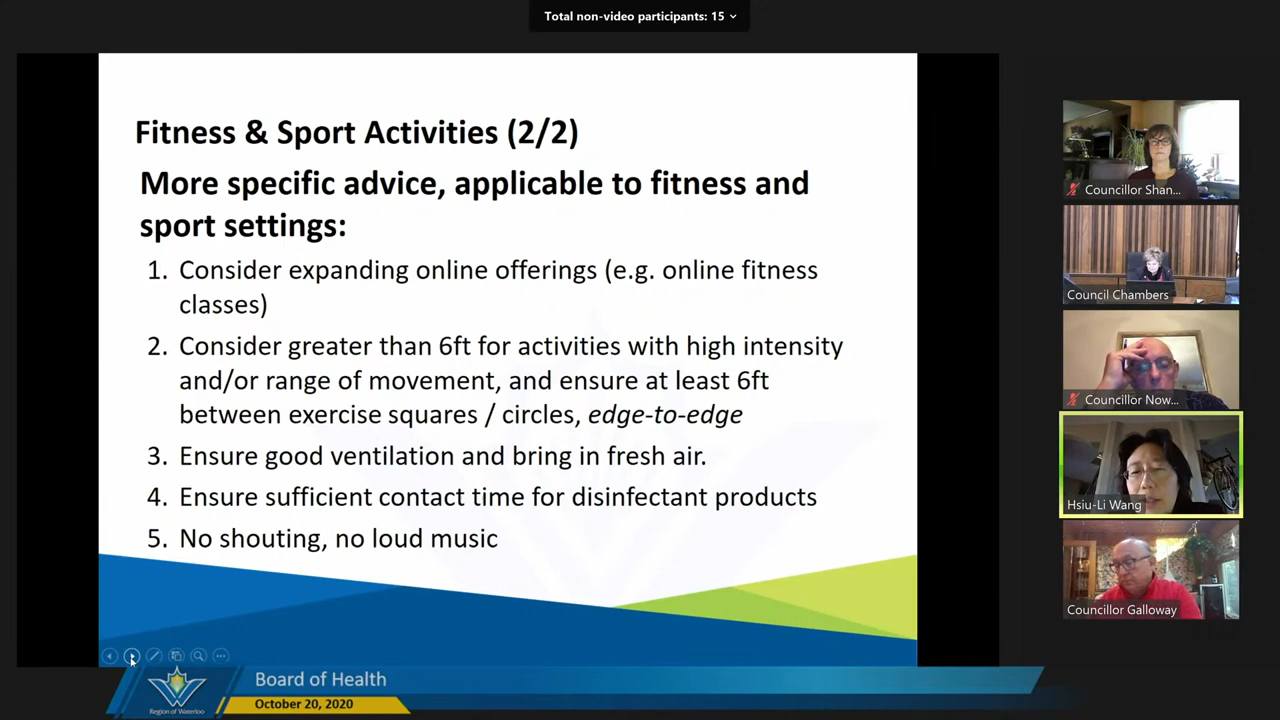 Total non-video participants: 15
Fitness & Sport Activities (2/2)
More specific advice, applicable to fitness and
sport settings:
1. Consider expanding online offerings (e.g. online fitness
classes)
2. Consider greater than 6ft for activities with high intensity
and/or range of movement, and ensure at least 6ft
between exercise squares / circles, edge-to-edge
3. Ensure good ventilation and bring in fresh air.
4. Ensure sufficient contact time for disinfectant products
5. No shouting, no loud music
Councillor Shan...
Council Chambers
Councillor Now...
Hsiu-Li Wang
Councillor Galloway
Board of Health
October 20, 2020
Region of Waterloo